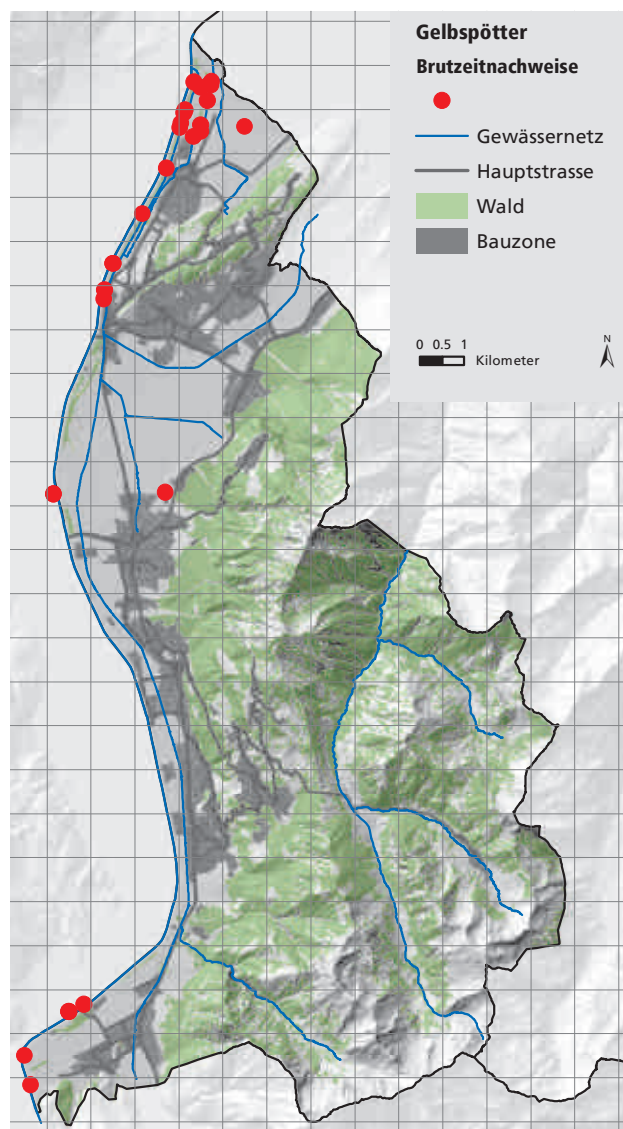 Gelbspötter
Brutzeitnachweise
Gewässernetz
Hauptstrasse
Wald
Bauzone
0 0.5 1
Kilometer
N